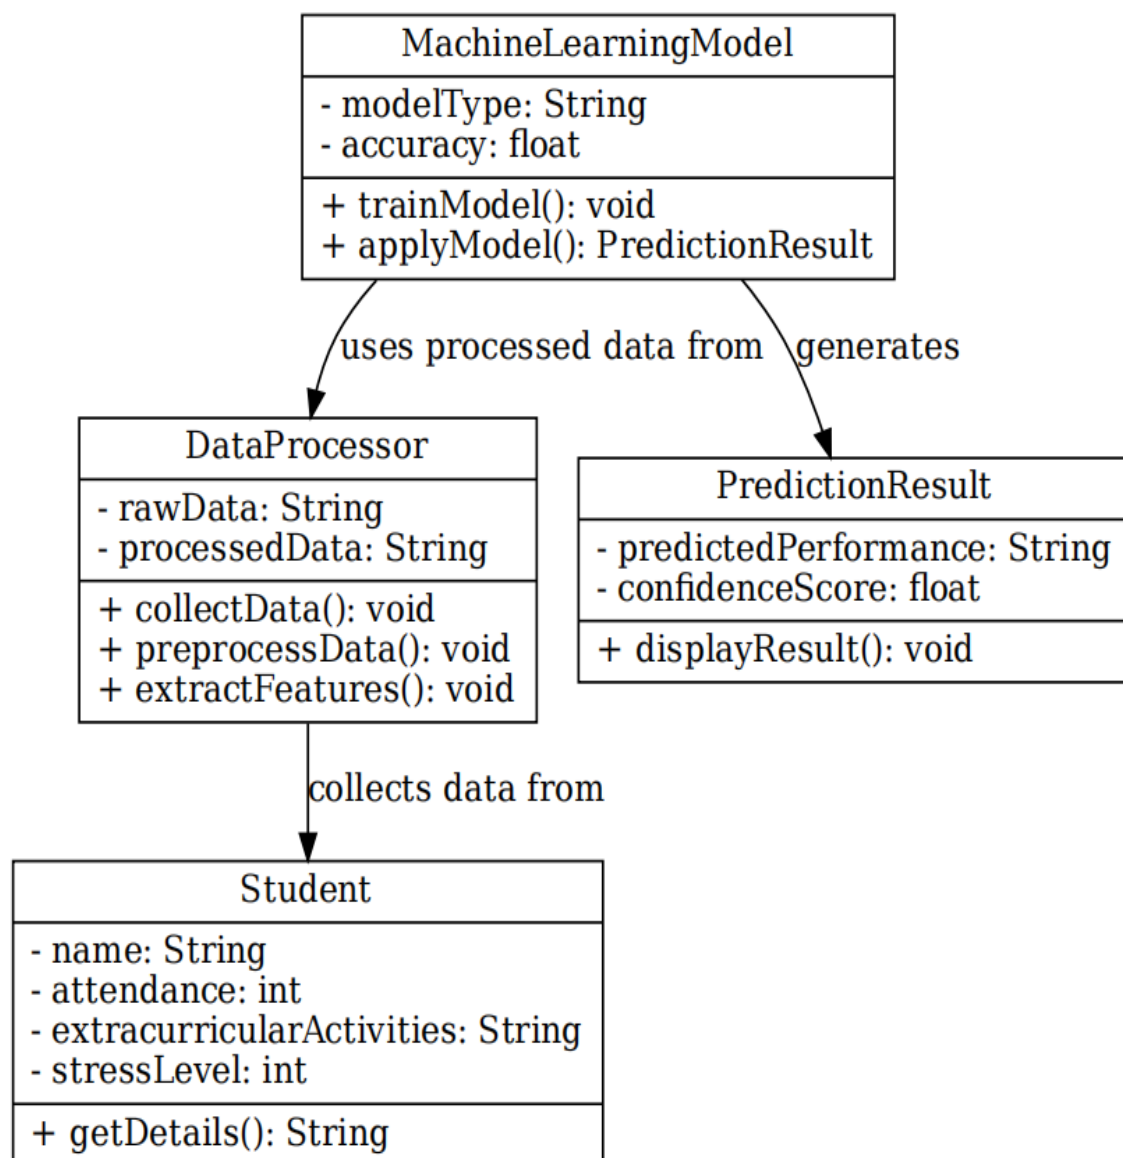 MachineLearningModel
- modelType: String
- accuracy: float
+ trainModel(): void
+ applyModel(): PredictionResult
uses processed data from
generates
DataProcessor
- rawData: String
- processedData: String
+ collectData(): void
+ preprocessData(): void
+ extractFeatures(): void
PredictionResult
- predictedPerformance: String
- confidenceScore: float
+ displayResult(): void
collects data from
Student
- name: String
- attendance: int
- extracurricularActivities: String
- stressLevel: int
+ getDetails(): String